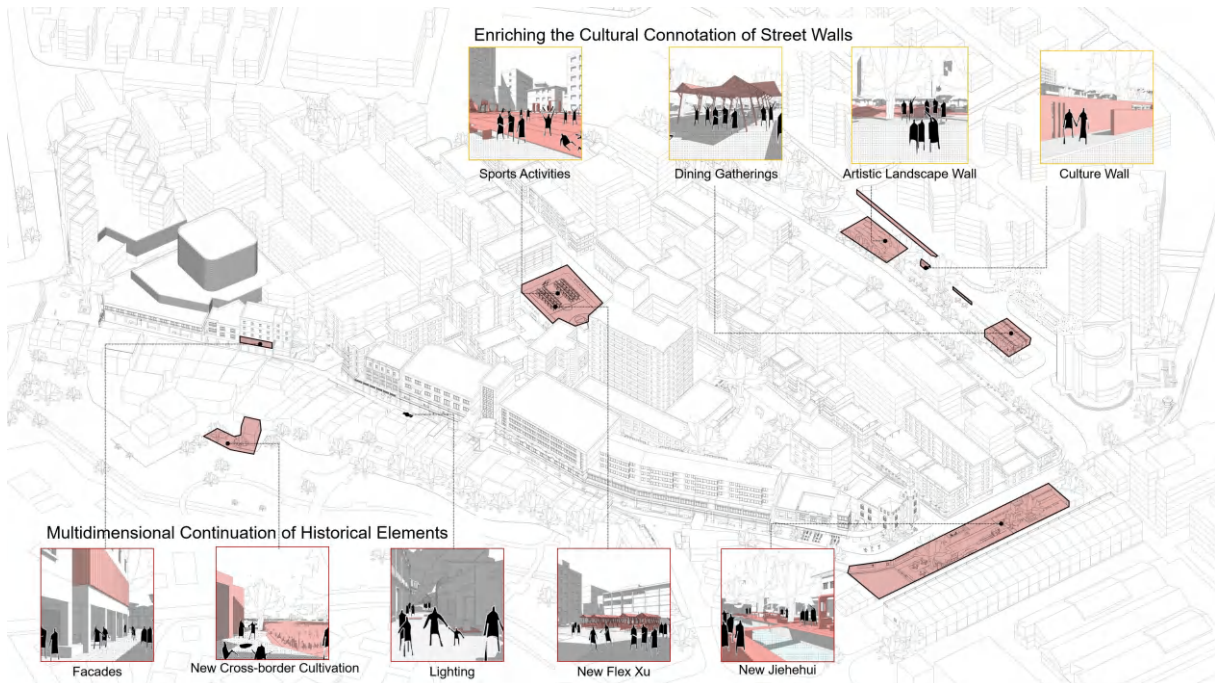 Enriching the Cultural Connotation of Street Walls
Sports Activities
Dining Gatherings
Artistic Landscape Wall
Culture Wall
Multidimensional Continuation of Historical Elements
Facades
New Cross-border Cultivation
Lighting
New Flex Xu
New Jiehehui